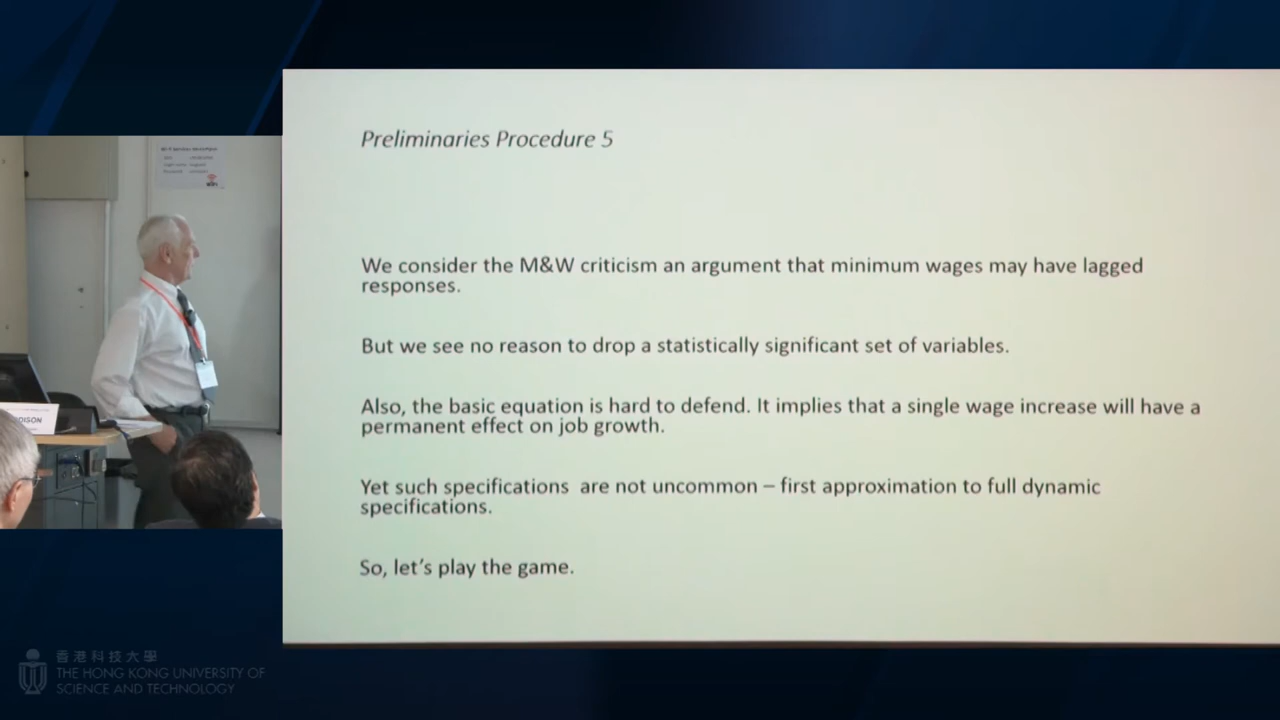 Preliminaries Procedure 5
We consider the M&W criticism an argument that minimum wages may have lagged
responses.
But we see no reason to drop a statistically significant set of variables.
Also, the basic equation is hard to defend. It implies that a single wage increase will have a
permanent effect on job growth.
Yet such specifications are not uncommon – first approximation to full dynamic
specifications.
So, let's play the game.
DISON
香港科技大學
THE HONG KONG UNIVERSITY OF
SCIENCE AND TECHNOLOGY